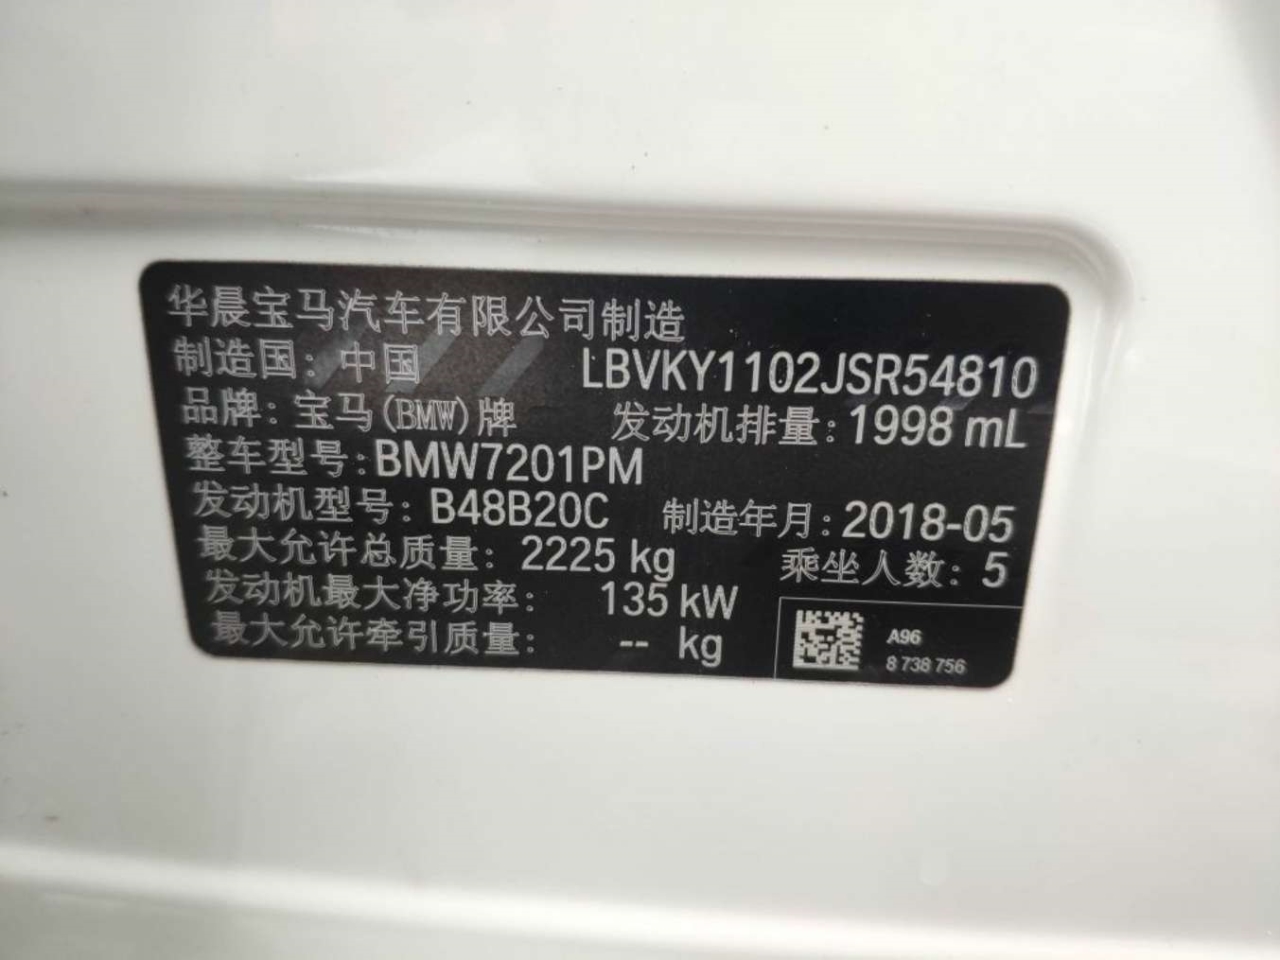 华晨宝马汽车有限公司制造
制造国: 中国 LBVKY1102JSR54810
品牌: 宝马(BMW)牌 发动机排量: 1998 mL
整车型号: BMW7201PM
发动机型号: B48B20C 制造年月: 2018-05
最大允许总质量: 2225 kg 乘坐人数: 5
发动机最大净功率: 135 kW
最大允许牵引质量: -- kg
A96
8 738 756